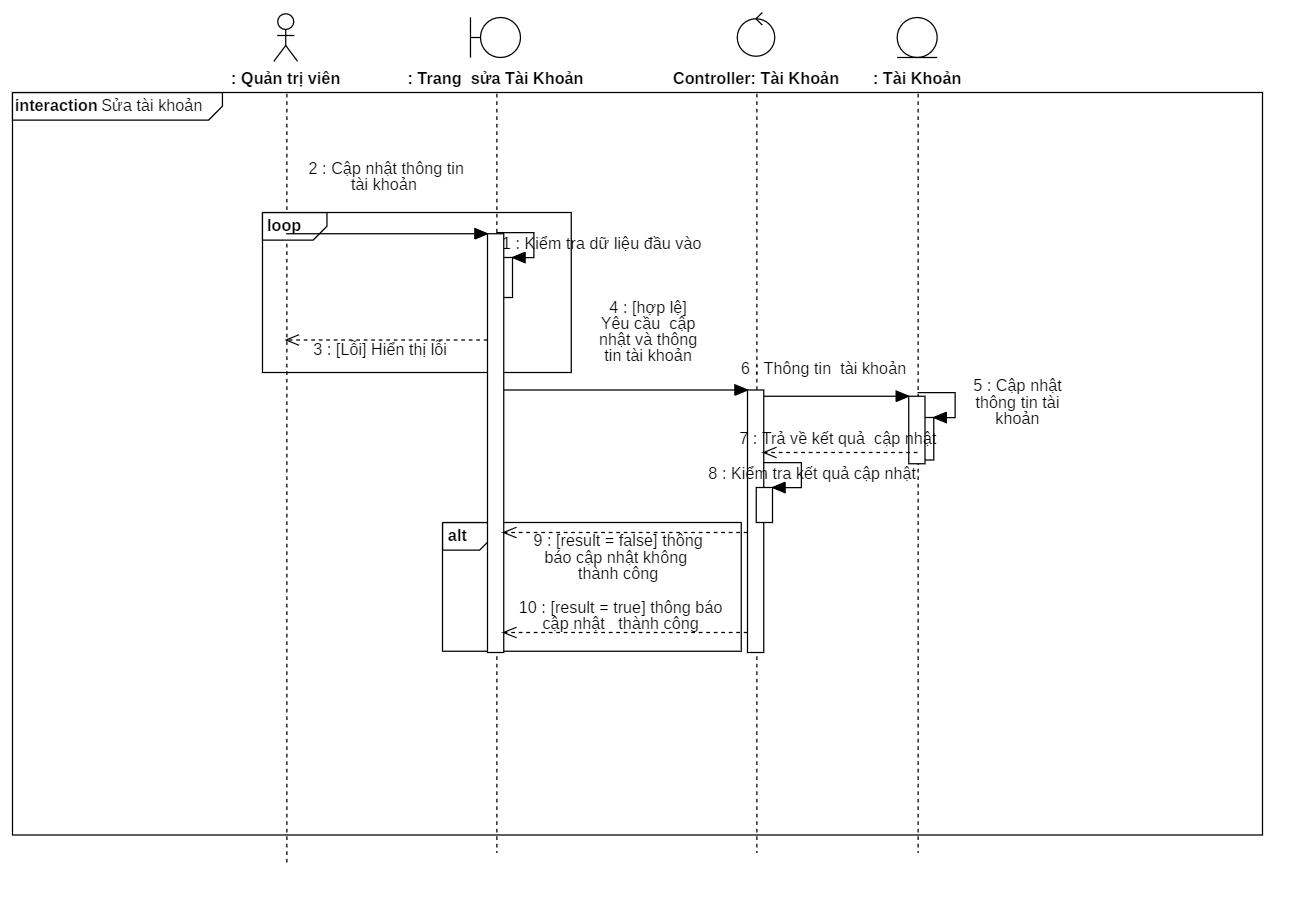 : Quản trị viên
: Trang  sửa Tài Khoản
Controller: Tài Khoản
: Tài Khoản
interaction Sửa tài khoản
2 : Cập nhật thông tin
tài khoản
loop
1 : Kiểm tra dữ liệu đầu vào
4 : [hợp lệ]
Yêu cầu  cập
nhật và thông
tin tài khoản
3 : [Lỗi] Hiển thị lỗi
6 : Thông tin  tài khoản
5 : Cập nhật
thông tin tài
khoản
7 : Trả về kết quả  cập nhật
8 : Kiểm tra kết quả cập nhật
alt
9 : [result = false] thông
báo cập nhật không
thành công
10 : [result = true] thông báo
cập nhật   thành công